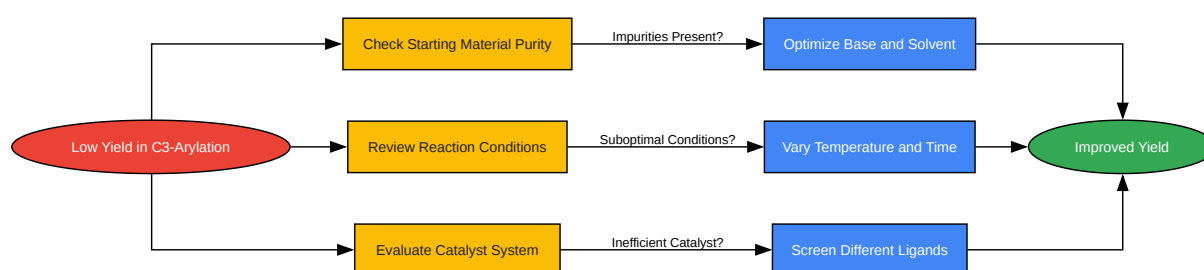 Check Starting Material Purity
Impurities Present?
Optimize Base and Solvent
Low Yield in C3-Arylation
Review Reaction Conditions
Suboptimal Conditions?
Vary Temperature and Time
Improved Yield
Evaluate Catalyst System
Inefficient Catalyst?
Screen Different Ligands